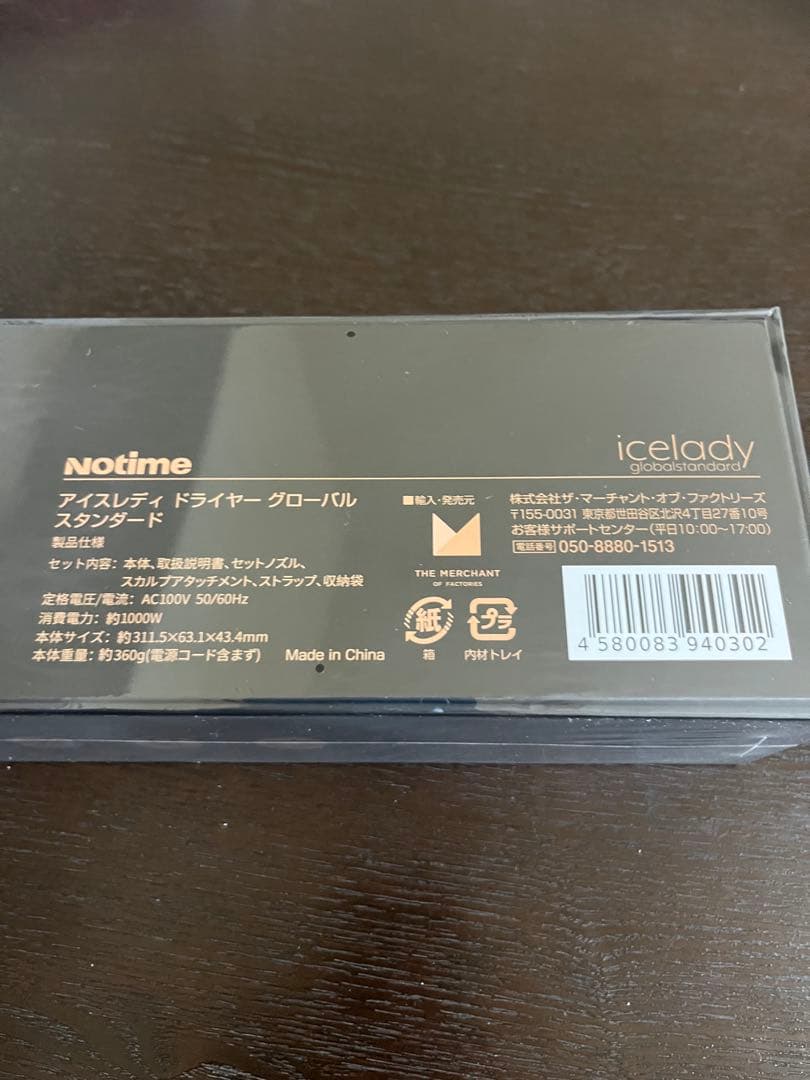 Notime
icelady
globalstandard
アイスレディ ドライヤー グローバル
スタンダード
製品仕様
セット内容：本体、取扱説明書、セットノズル、
スカルプアタッチメント、ストラップ、収納袋
定格電圧/電流：AC100V 50/60Hz
消費電力：約1000W
本体サイズ：約311.5×63.1×43.4mm
本体重量：約360g(電源コード含まず)
Made in China
■輸入・発売元
THE MERCHANT
OF FACTORIES
株式会社ザ・マーチャント・オブ・ファクトリーズ
〒155-0031 東京都世田谷区北沢4丁目27番10号
お客様サポートセンター(平日10:00~17:00)
電話番号 050-8880-1513
紙
箱
プラ
内材トレイ
4 580083 940302